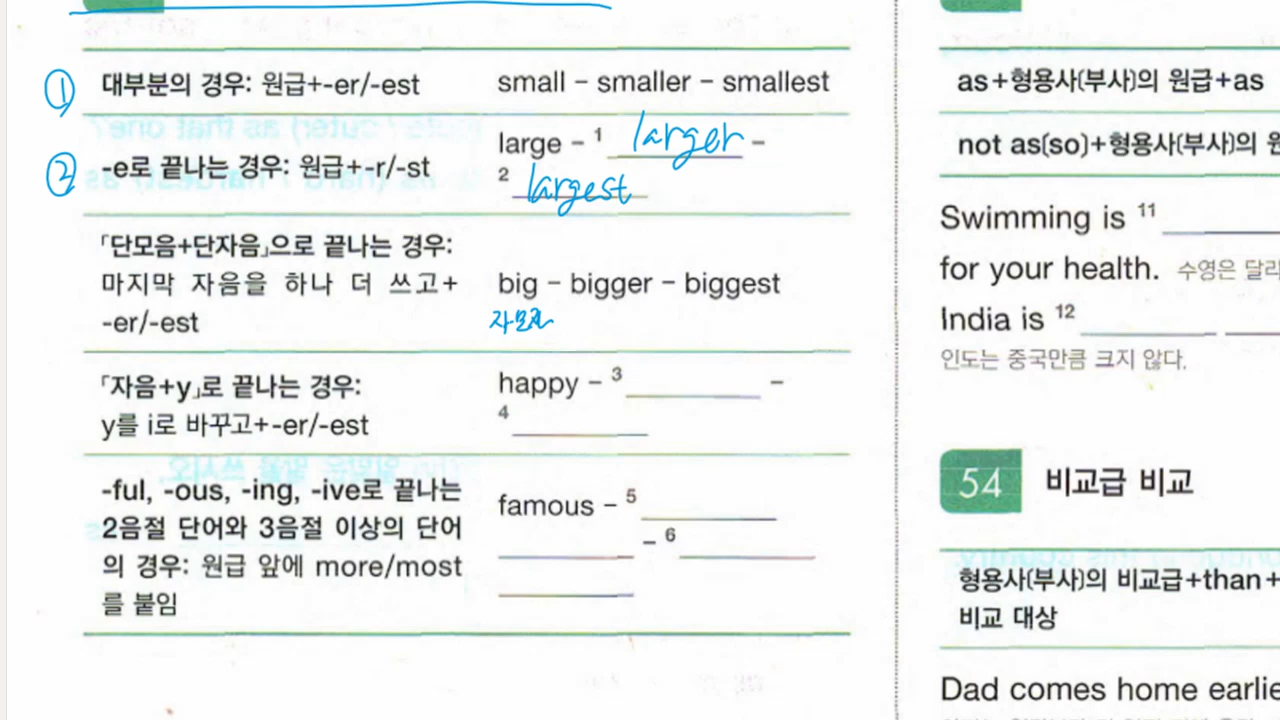 ① 대부분의 경우: 원급+-er/-est
small – smaller – smallest
② -e로 끝나는 경우: 원급+-r/-st
large – 1 larger –
2 largest
「단모음+단자음」으로 끝나는 경우:
마지막 자음을 하나 더 쓰고+
-er/-est
big – bigger – biggest
「자음+y」로 끝나는 경우:
y를 i로 바꾸고+-er/-est
happy – 3 –
4
-ful, -ous, -ing, -ive로 끝나는
2음절 단어와 3음절 이상의 단어
의 경우: 원급 앞에 more/most
를 붙임
famous – 5
– 6
as+형용사(부사)의 원급+as
not as(so)+형용사(부사)의
Swimming is 11
for your health. 수영은
India is 12
인도는 중국만큼 크지 않다.
54 비교급 비교
형용사(부사)의 비교급+than+
비교 대상
Dad comes home